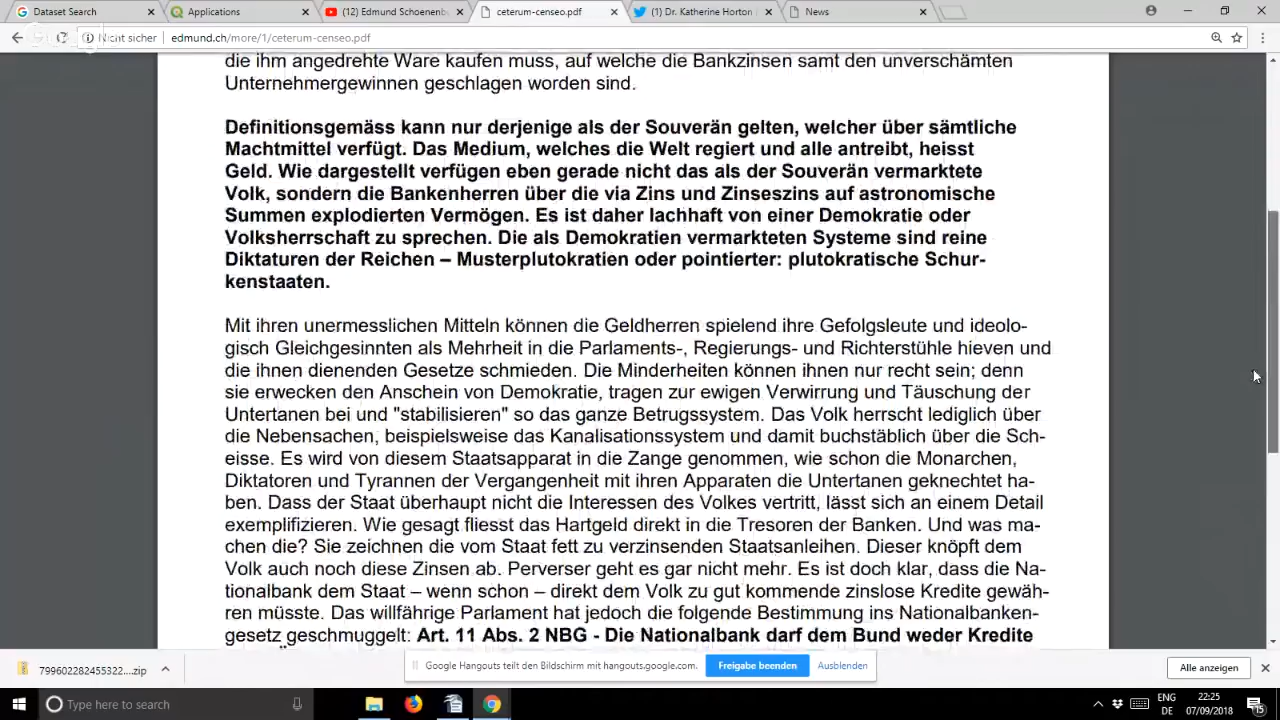 Dataset Search
Applications
(12) Edmund Schoenenb
ceterum-censeo.pdf
(1) Dr. Katherine Horton
News
Nicht sicher
edmund.ch/more/1/ceterum-censeo.pdf
die ihm angedrehte Ware kaufen muss, auf welche die Bankzinsen samt den unverschämten
Unternehmergewinnen geschlagen worden sind.
Definitionsgemäss kann nur derjenige als der Souverän gelten, welcher über sämtliche
Machtmittel verfügt. Das Medium, welches die Welt regiert und alle antreibt, heisst
Geld. Wie dargestellt verfügen eben gerade nicht das als der Souverän vermarktete
Volk, sondern die Bankenherren über die via Zins und Zinseszins auf astronomische
Summen explodierten Vermögen. Es ist daher lachhaft von einer Demokratie oder
Volksherrschaft zu sprechen. Die als Demokratien vermarkteten Systeme sind reine
Diktaturen der Reichen – Musterplutokratien oder pointierter: plutokratische Schur-
kenstaaten.
Mit ihren unermesslichen Mitteln können die Geldherren spielend ihre Gefolgsleute und ideolo-
gisch Gleichgesinnten als Mehrheit in die Parlaments-, Regierungs- und Richterstühle hieven und
die ihnen dienenden Gesetze schmieden. Die Minderheiten können ihnen nur recht sein; denn
sie erwecken den Anschein von Demokratie, tragen zur ewigen Verwirrung und Täuschung der
Untertanen bei und "stabilisieren" so das ganze Betrugssystem. Das Volk herrscht lediglich über
die Nebensachen, beispielsweise das Kanalisationssystem und damit buchstäblich über die Sch-
eisse. Es wird von diesem Staatsapparat in die Zange genommen, wie schon die Monarchen,
Diktatoren und Tyrannen der Vergangenheit mit ihren Apparaten die Untertanen geknechtet ha-
ben. Dass der Staat überhaupt nicht die Interessen des Volkes vertritt, lässt sich an einem Detail
exemplifizieren. Wie gesagt fliesst das Hartgeld direkt in die Tresoren der Banken. Und was ma-
chen die? Sie zeichnen die vom Staat fett zu verzinsenden Staatsanleihen. Dieser knöpft dem
Volk auch noch diese Zinsen ab. Perverser geht es gar nicht mehr. Es ist doch klar, dass die Na-
tionalbank dem Staat – wenn schon – direkt dem Volk zu gut kommende zinslose Kredite gewäh-
ren müsste. Das willfährige Parlament hat jedoch die folgende Bestimmung ins Nationalbanken-
gesetz geschmuggelt: Art. 11 Abs. 2 NBG - Die Nationalbank darf dem Bund weder Kredite
799602282455322....zip
Google Hangouts teilt den Bildschirm mit hangouts.google.com.
Freigabe beenden
Ausblenden
Alle anzeigen
Type here to search
ENG
DE
22:25
07/09/2018
15